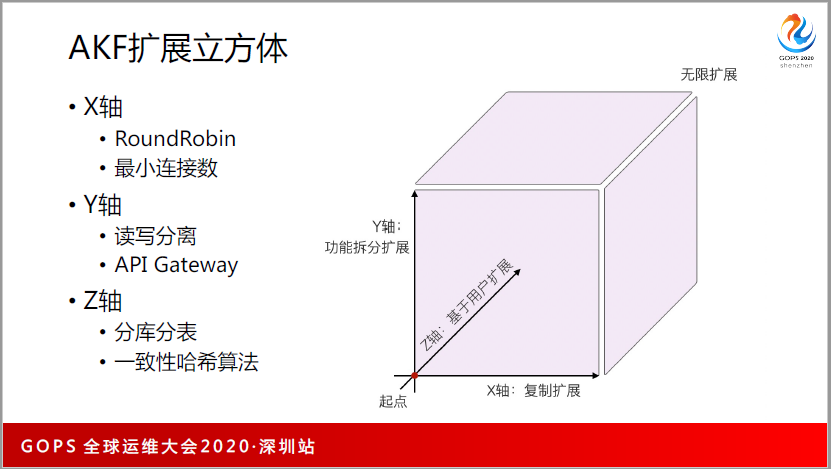 AKF扩展立方体
GOPS 2020
shenzhen
无限扩展
• X轴
• RoundRobin
• 最小连接数
• Y轴
• 读写分离
• API Gateway
• Z轴
• 分库分表
• 一致性哈希算法
Y轴：
功能拆分扩展
Z轴：基于用户扩展
X轴：复制扩展
起点
GOPS 全球运维大会2020·深圳站